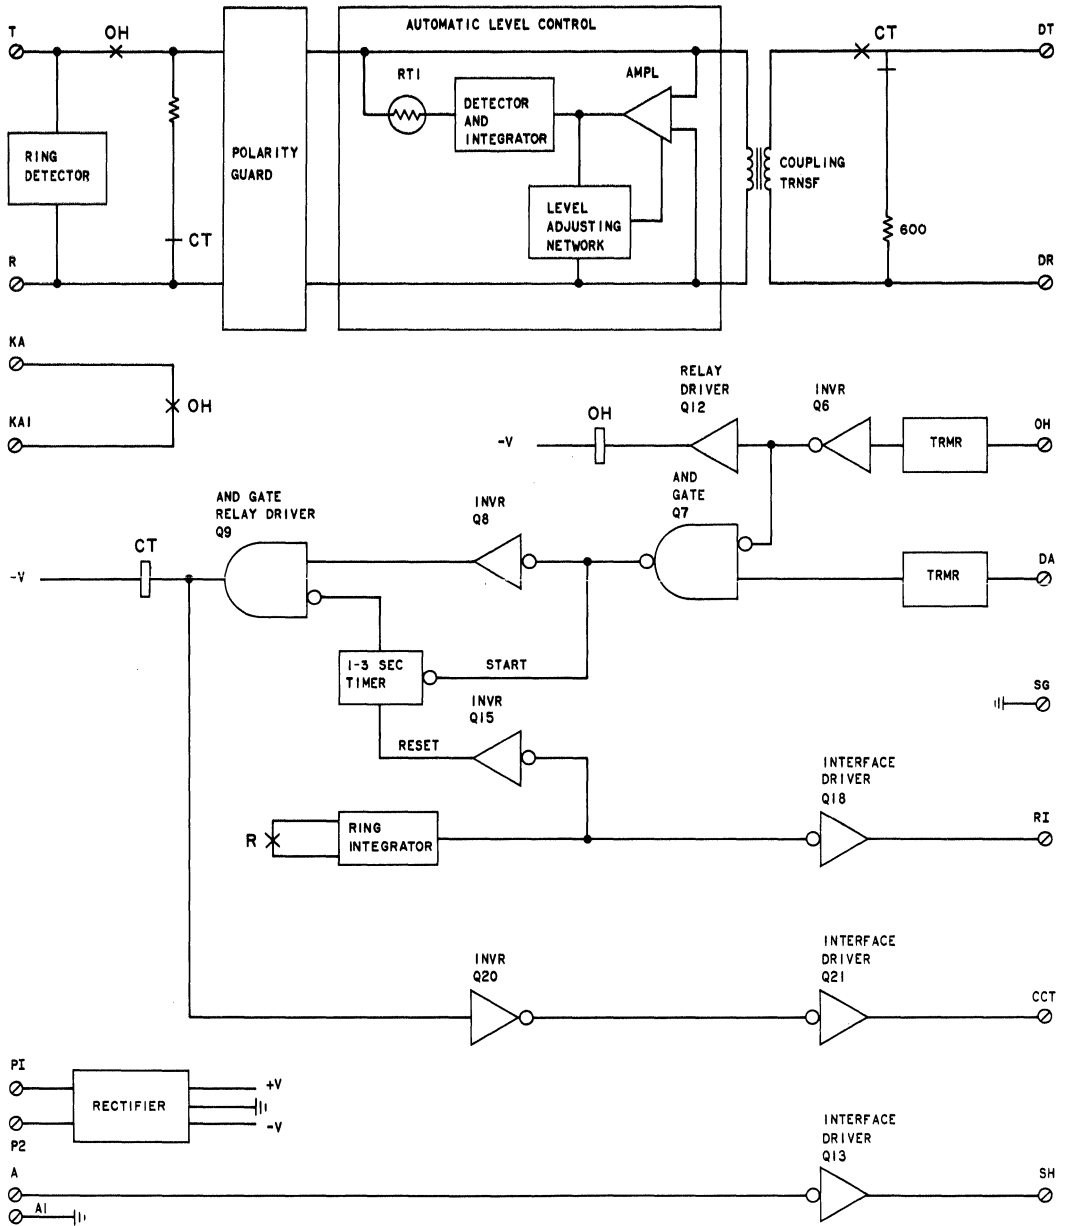 AUTOMATIC LEVEL CONTROL
T
OH
CT
DT
RT1
AMPL
DETECTOR
AND
INTEGRATOR
RING
DETECTOR
POLARITY
GUARD
COUPLING
TRNSF
LEVEL
ADJUSTING
NETWORK
CT
600
R
DR
KA
OH
KA1
RELAY
DRIVER
Q12
INVR
Q6
OH
-V
TRMR
OH
AND
GATE
Q7
AND GATE
RELAY DRIVER
Q9
INVR
Q8
CT
-V
TRMR
DA
1-3 SEC
TIMER
START
SG
INVR
Q15
RESET
INTERFACE
DRIVER
Q18
R
RING
INTEGRATOR
RI
INVR
Q20
INTERFACE
DRIVER
Q21
CCT
P1
RECTIFIER
+V
-V
P2
INTERFACE
DRIVER
Q13
A
SH
A1